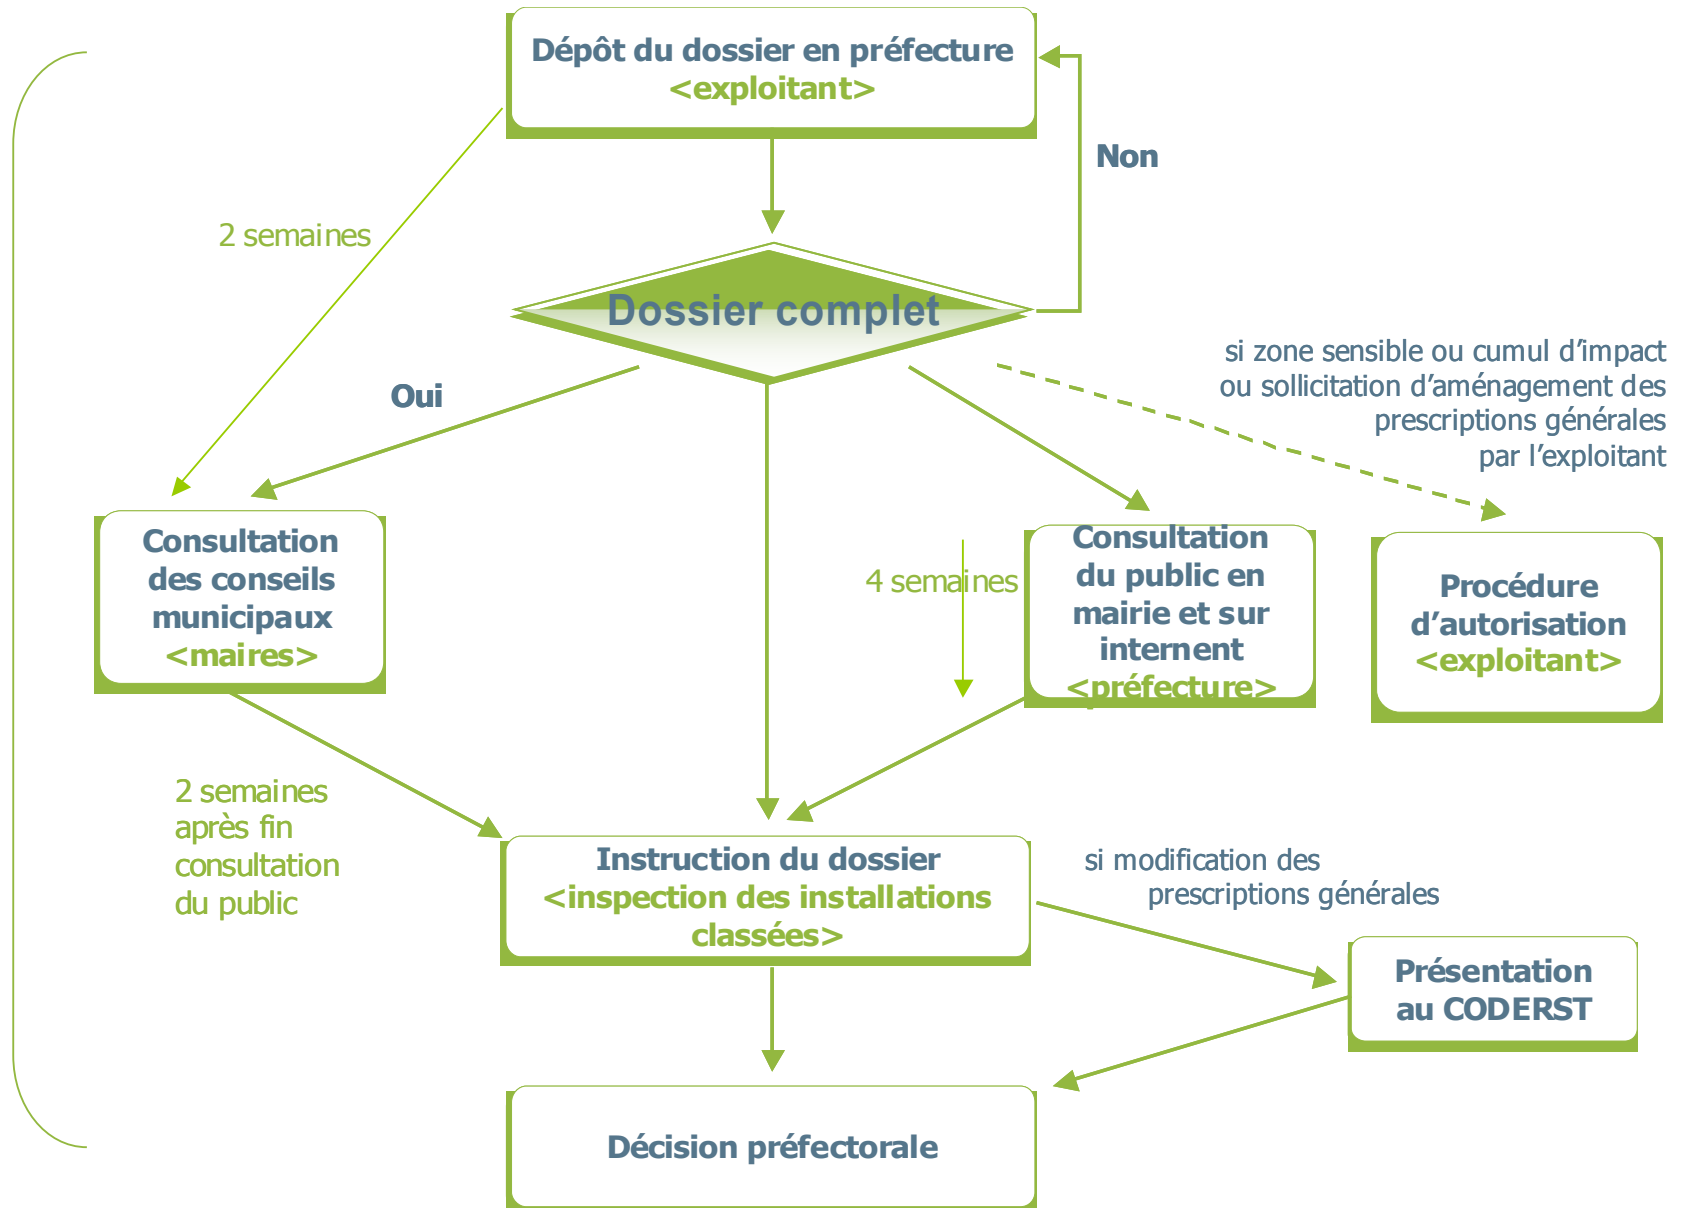 Dépôt du dossier en préfecture
<exploitant>
Non
2 semaines
Dossier complet
Oui
si zone sensible ou cumul d’impact
ou sollicitation d’aménagement des
prescriptions générales
par l’exploitant
Consultation
des conseils
municipaux
<maires>
4 semaines
Consultation
du public en
mairie et sur
internent
<préfecture>
Procédure
d’autorisation
<exploitant>
2 semaines
après fin
consultation
du public
Instruction du dossier
<inspection des installations
classées>
si modification des
prescriptions générales
Présentation
au CODERST
Décision préfectorale